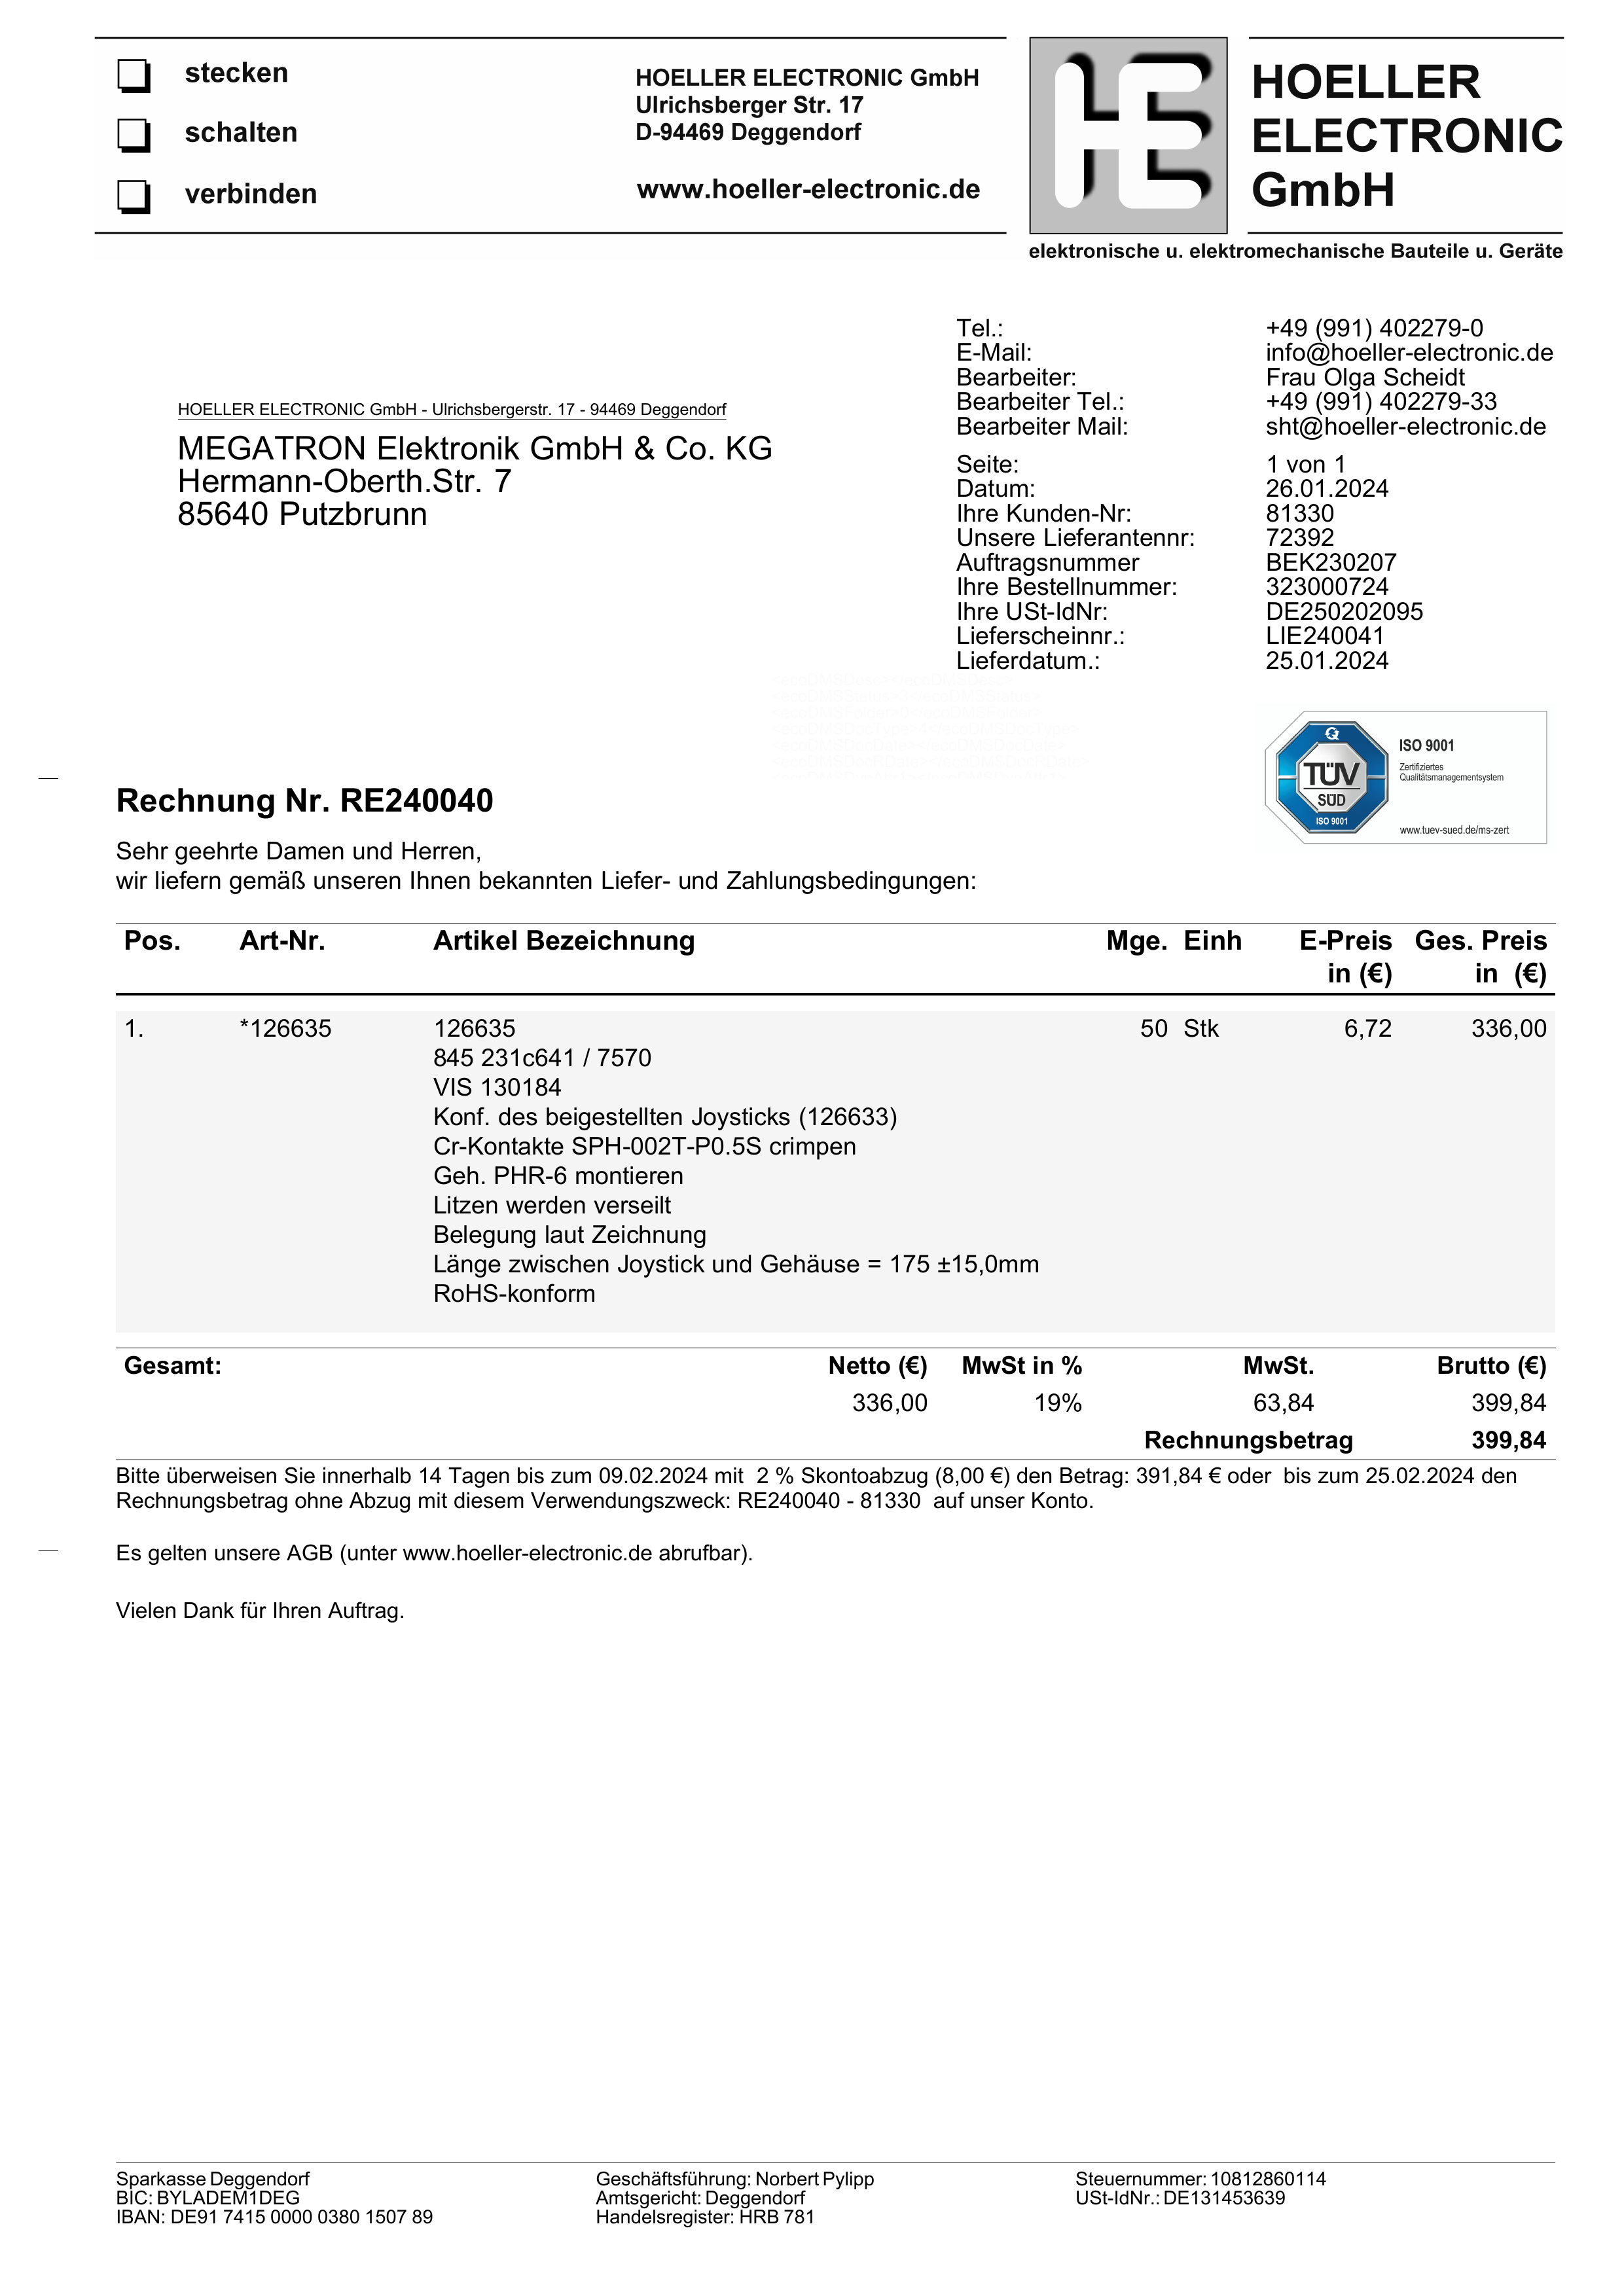 stecken
schalten
verbinden
HOELLER ELECTRONIC GmbH
Ulrichsberger Str. 17
D-94469 Deggendorf
www.hoeller-electronic.de
HE
HOELLER
ELECTRONIC
GmbH
elektronische u. elektromechanische Bauteile u. Geräte
Tel.: +49 (991) 402279-0
E-Mail: info@hoeller-electronic.de
Bearbeiter: Frau Olga Scheidt
Bearbeiter Tel.: +49 (991) 402279-33
Bearbeiter Mail: sht@hoeller-electronic.de
HOELLER ELECTRONIC GmbH - Ulrichsbergerstr. 17 - 94469 Deggendorf
MEGATRON Elektronik GmbH & Co. KG
Hermann-Oberth.Str. 7
85640 Putzbrunn
Seite: 1 von 1
Datum: 26.01.2024
Ihre Kunden-Nr: 81330
Unsere Lieferantennr: 72392
Auftragsnummer BEK230207
Ihre Bestellnummer: 323000724
Ihre USt-IdNr: DE250202095
Lieferscheinnr.: LIE240041
Lieferdatum.: 25.01.2024
TÜV
SÜD
ISO 9001
ISO 9001
Zertifiziertes
Qualitätsmanagementsystem
www.tuev-sued.de/ms-zert
Rechnung Nr. RE240040
Sehr geehrte Damen und Herren,
wir liefern gemäß unseren Ihnen bekannten Liefer- und Zahlungsbedingungen:
Pos. Art-Nr. Artikel Bezeichnung Mge. Einh E-Preis Ges. Preis
in (€) in (€)
1. *126635 126635 50 Stk 6,72 336,00
845 231c641 / 7570
VIS 130184
Konf. des beigestellten Joysticks (126633)
Cr-Kontakte SPH-002T-P0.5S crimpen
Geh. PHR-6 montieren
Litzen werden verseilt
Belegung laut Zeichnung
Länge zwischen Joystick und Gehäuse = 175 ±15,0mm
RoHS-konform
Gesamt: Netto (€) MwSt in % MwSt. Brutto (€)
336,00 19% 63,84 399,84
Rechnungsbetrag 399,84
Bitte überweisen Sie innerhalb 14 Tagen bis zum 09.02.2024 mit 2 % Skontoabzug (8,00 €) den Betrag: 391,84 € oder bis zum 25.02.2024 den
Rechnungsbetrag ohne Abzug mit diesem Verwendungszweck: RE240040 - 81330 auf unser Konto.
Es gelten unsere AGB (unter www.hoeller-electronic.de abrufbar).
Vielen Dank für Ihren Auftrag.
Sparkasse Deggendorf
BIC: BYLADEM1DEG
IBAN: DE91 7415 0000 0380 1507 89
Geschäftsführung: Norbert Pylipp
Amtsgericht: Deggendorf
Handelsregister: HRB 781
Steuernummer: 10812860114
USt-IdNr.: DE131453639